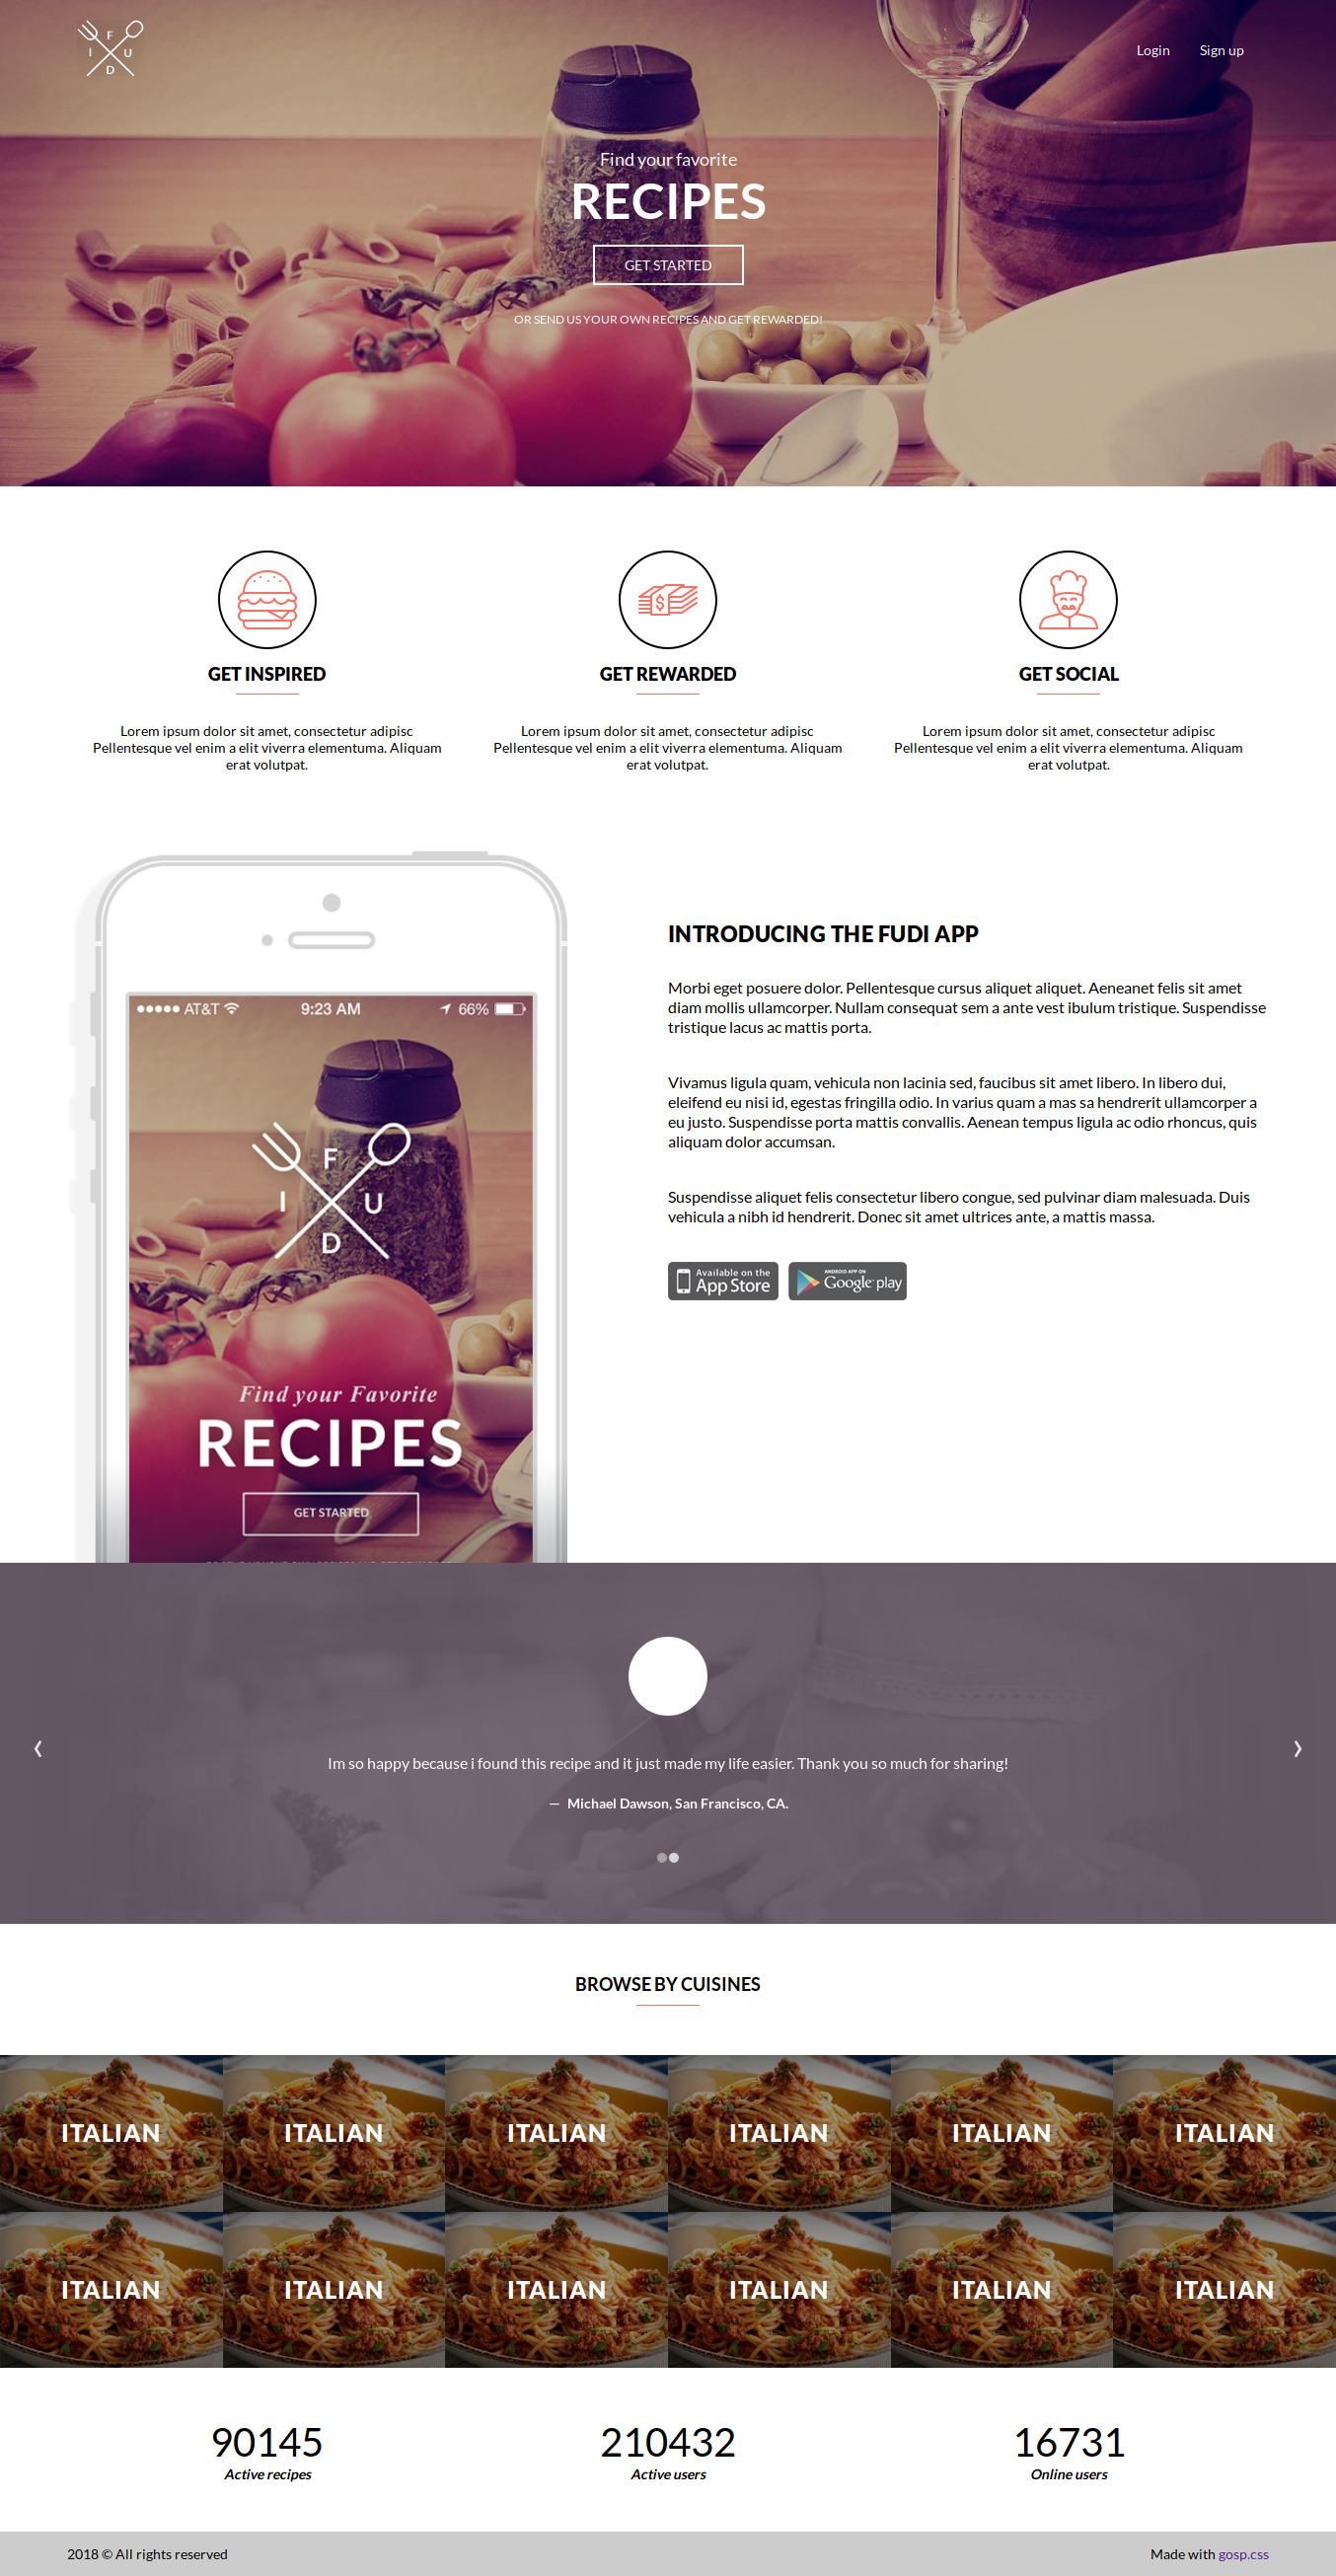 F
I U
D
Login Sign up
Find your favorite
RECIPES
GET STARTED
OR SEND US YOUR OWN RECIPES AND GET REWARDED!
$
GET INSPIRED
GET REWARDED
GET SOCIAL
Lorem ipsum dolor sit amet, consectetur adipisc
Pellentesque vel enim a elit viverra elementuma. Aliquam
erat volutpat.
Lorem ipsum dolor sit amet, consectetur adipisc
Pellentesque vel enim a elit viverra elementuma. Aliquam
erat volutpat.
Lorem ipsum dolor sit amet, consectetur adipisc
Pellentesque vel enim a elit viverra elementuma. Aliquam
erat volutpat.
AT&T 9:23 AM 66%
F
I U
D
Find your Favorite
RECIPES
GET STARTED
INTRODUCING THE FUDI APP
Morbi eget posuere dolor. Pellentesque cursus aliquet aliquet. Aeneanet felis sit amet
diam mollis ullamcorper. Nullam consequat sem a ante vest ibulum tristique. Suspendisse
tristique lacus ac mattis porta.
Vivamus ligula quam, vehicula non lacinia sed, faucibus sit amet libero. In libero dui,
eleifend eu nisi id, egestas fringilla odio. In varius quam a mas sa hendrerit ullamcorper a
eu justo. Suspendisse porta mattis convallis. Aenean tempus ligula ac odio rhoncus, quis
aliquam dolor accumsan.
Suspendisse aliquet felis consectetur libero congue, sed pulvinar diam malesuada. Duis
vehicula a nibh id hendrerit. Donec sit amet ultrices ante, a mattis massa.
Available on the
App Store
ANDROID APP ON
Google play
Im so happy because i found this recipe and it just made my life easier. Thank you so much for sharing!
— Michael Dawson, San Francisco, CA.
BROWSE BY CUISINES
ITALIAN ITALIAN ITALIAN ITALIAN ITALIAN ITALIAN
ITALIAN ITALIAN ITALIAN ITALIAN ITALIAN ITALIAN
90145
Active recipes
210432
Active users
16731
Online users
2018 © All rights reserved
Made with gosp.css